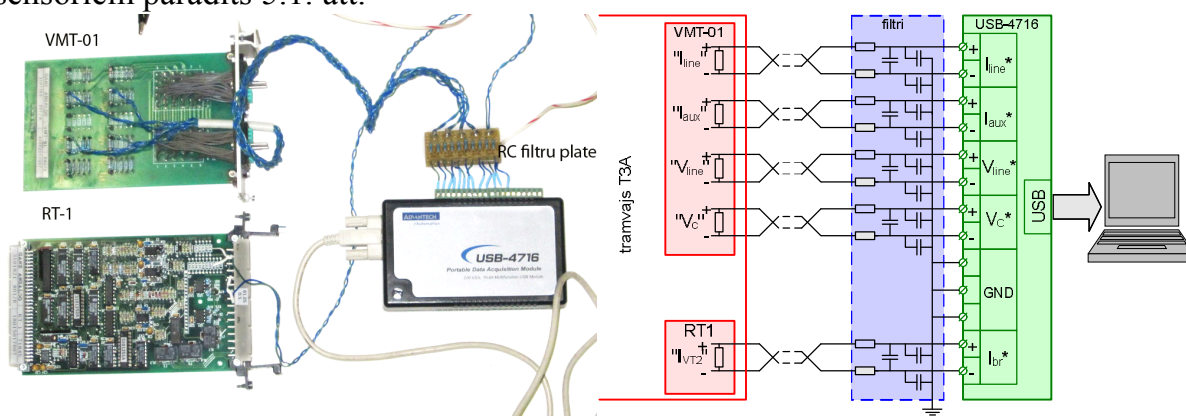 sensoriem parādīts 5.1. att.
VMT-01
RC filtru plate
RT-1
ADVANTECH
USB-4716
Portable Data Acquisition Module
filtri
USB-4716
VMT-01
"Iline"
+
-
"Iaux"
+
-
"Vline"
+
-
"VC"
+
-
tramvajs T3A
RT1
"IVT2"
+
-
+
-
Iline*
+
-
Iaux*
+
-
Vline*
+
-
VC*
USB
GND
+
-
Ibr*